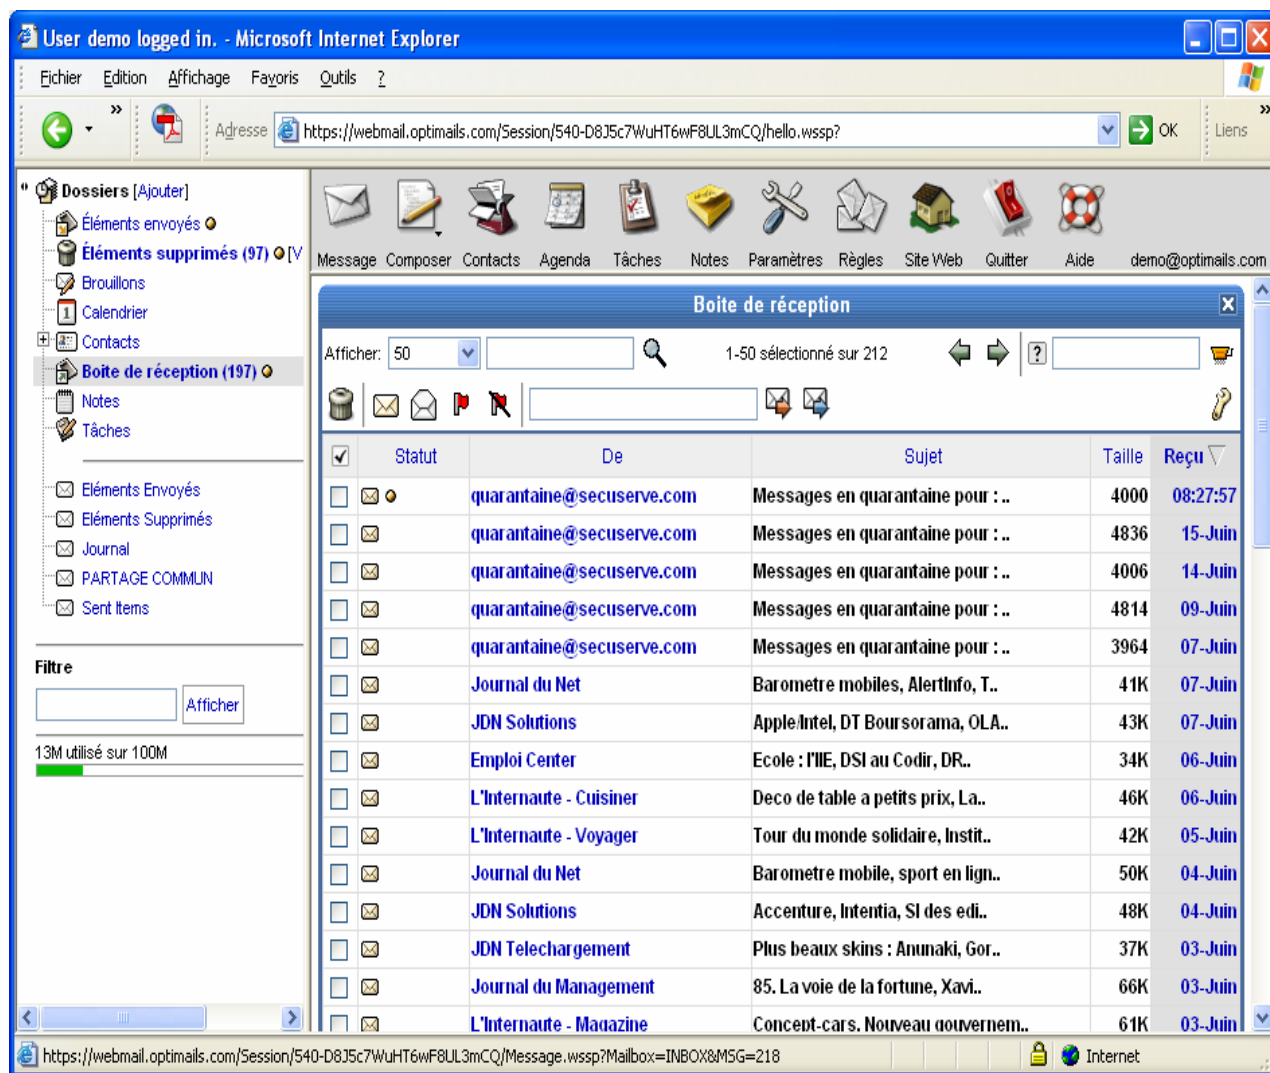 User demo logged in. - Microsoft Internet Explorer
Fichier Edition Affichage Favoris Outils ?
» Adresse https://webmail.optimails.com/Session/540-D8J5c7WuHT6wF8UL3mCQ/hello.wssp? OK Liens »
Dossiers [Ajouter]
Éléments envoyés
Éléments supprimés (97) [V
Brouillons
1 Calendrier
Contacts
Boite de réception (197)
Notes
Tâches
Eléments Envoyés
Eléments Supprimés
Journal
PARTAGE COMMUN
Sent Items
Filtre
Afficher
13M utilisé sur 100M
Message Composer Contacts Agenda Tâches Notes Paramètres Règles Site Web Quitter Aide demo@optimails.com
Boite de réception
Afficher: 50 1-50 sélectionné sur 212 ?
Statut De Sujet Taille Reçu
quarantaine@secuserve.com Messages en quarantaine pour : .. 4000 08:27:57
quarantaine@secuserve.com Messages en quarantaine pour : .. 4836 15-Juin
quarantaine@secuserve.com Messages en quarantaine pour : .. 4006 14-Juin
quarantaine@secuserve.com Messages en quarantaine pour : .. 4814 09-Juin
quarantaine@secuserve.com Messages en quarantaine pour : .. 3964 07-Juin
Journal du Net Barometre mobiles, AlertInfo, T.. 41K 07-Juin
JDN Solutions Apple/Intel, DT Boursorama, OLA.. 43K 07-Juin
Emploi Center Ecole : l'IIE, DSI au Codir, DR.. 34K 06-Juin
L'Internaute - Cuisiner Deco de table a petits prix, La.. 46K 06-Juin
L'Internaute - Voyager Tour du monde solidaire, Instit.. 42K 05-Juin
Journal du Net Barometre mobile, sport en lign.. 50K 04-Juin
JDN Solutions Accenture, Intentia, SI des edi.. 48K 04-Juin
JDN Telechargement Plus beaux skins : Anunaki, Gor.. 37K 03-Juin
Journal du Management 85. La voie de la fortune, Xavi.. 66K 03-Juin
L'Internaute - Magazine Concept-cars, Nouveau gouvernem.. 61K 03-Juin
https://webmail.optimails.com/Session/540-D8J5c7WuHT6wF8UL3mCQ/Message.wssp?Mailbox=INBOX&MSG=218 Internet